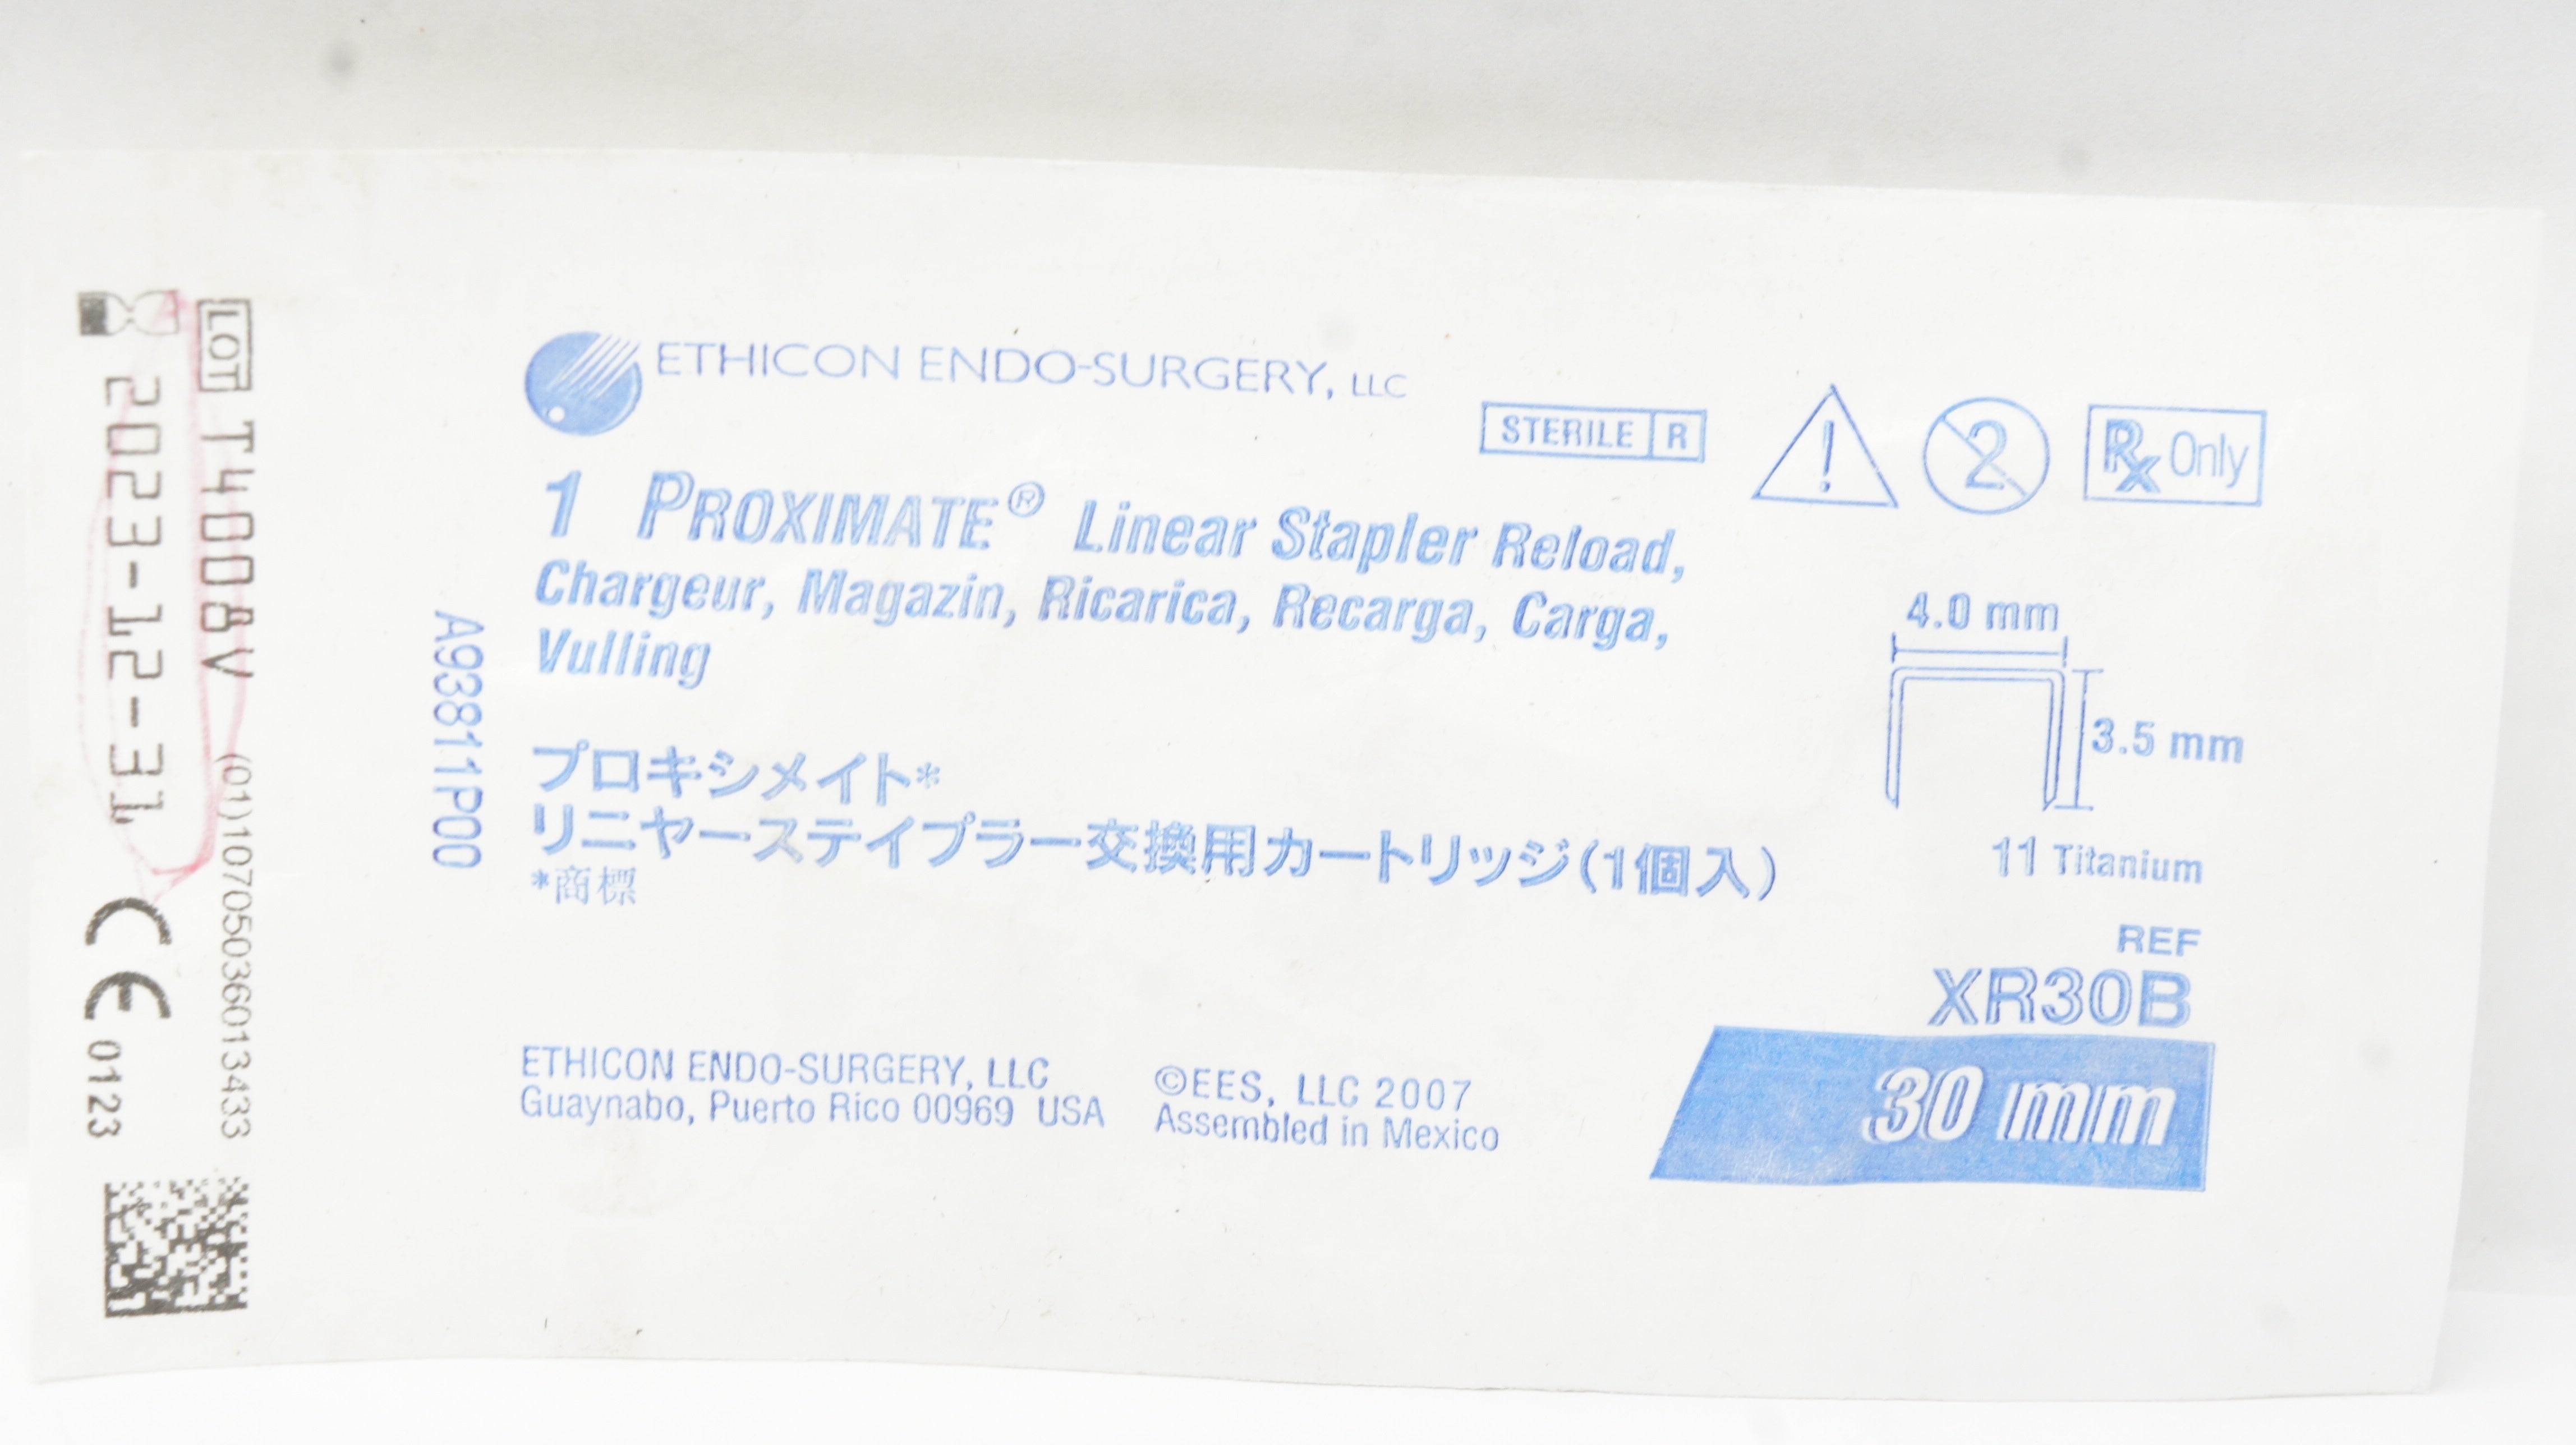 LOT T4008V (01)10705036013433
2023-12-31 CE 0123
A93811P00
ETHICON ENDO-SURGERY, LLC
STERILE R
! 2 Rx Only
1 PROXIMATE® Linear Stapler Reload,
Chargeur, Magazin, Ricarica, Recarga, Carga,
Vulling
プロキシメイト*
リニヤーステイプラー交換用カートリッジ(1個入)
*商標
4.0 mm
3.5 mm
11 Titanium
REF
XR30B
30 mm
ETHICON ENDO-SURGERY, LLC
Guaynabo, Puerto Rico 00969 USA
©EES, LLC 2007
Assembled in Mexico